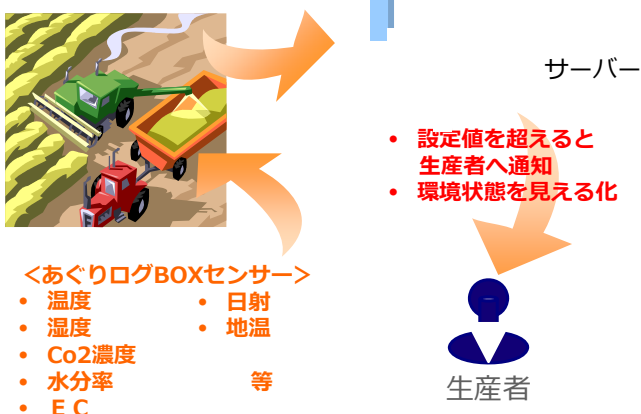 サーバー
• 設定値を超えると
生産者へ通知
• 環境状態を見える化
<あぐりログBOXセンサー>
• 温度
• 湿度
• Co2濃度
• 水分率
• ＥＣ
• 日射
• 地温
等
生産者